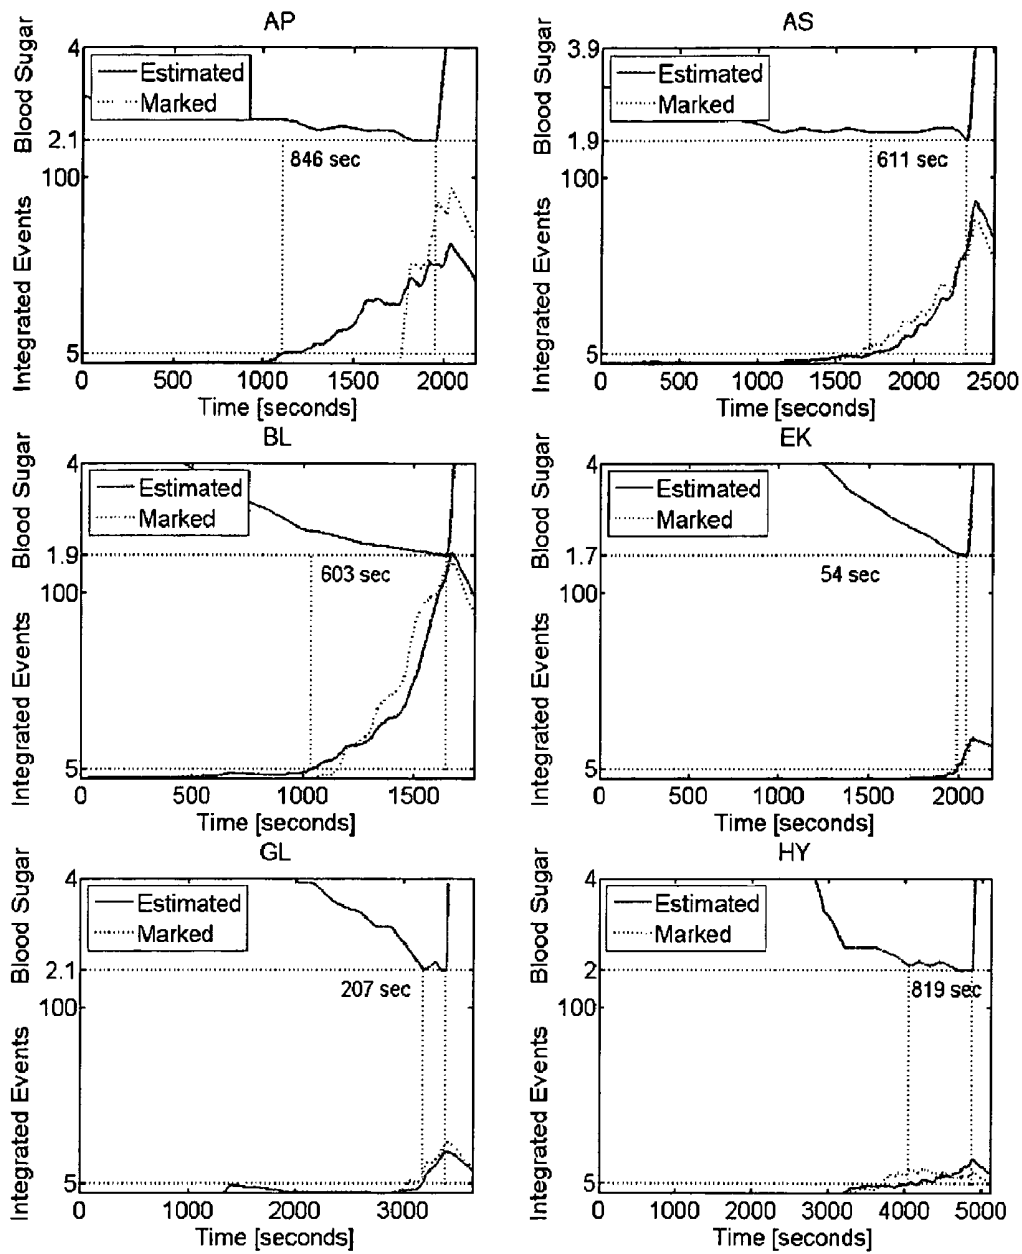 AP
Blood Sugar
4
2.1
Estimated
Marked
846 sec
Integrated Events
100
5
0 500 1000 1500 2000
Time [seconds]
AS
Blood Sugar
3.9
1.9
Estimated
Marked
611 sec
Integrated Events
100
5
0 500 1000 1500 2000 2500
Time [seconds]
BL
Blood Sugar
4
1.9
Estimated
Marked
603 sec
Integrated Events
100
5
0 500 1000 1500
Time [seconds]
EK
Blood Sugar
4
1.7
Estimated
Marked
54 sec
Integrated Events
100
5
0 500 1000 1500 2000
Time [seconds]
GL
Blood Sugar
4
2.1
Estimated
Marked
207 sec
Integrated Events
100
5
0 1000 2000 3000
Time [seconds]
HY
Blood Sugar
4
2
Estimated
Marked
819 sec
Integrated Events
100
5
0 1000 2000 3000 4000 5000
Time [seconds]